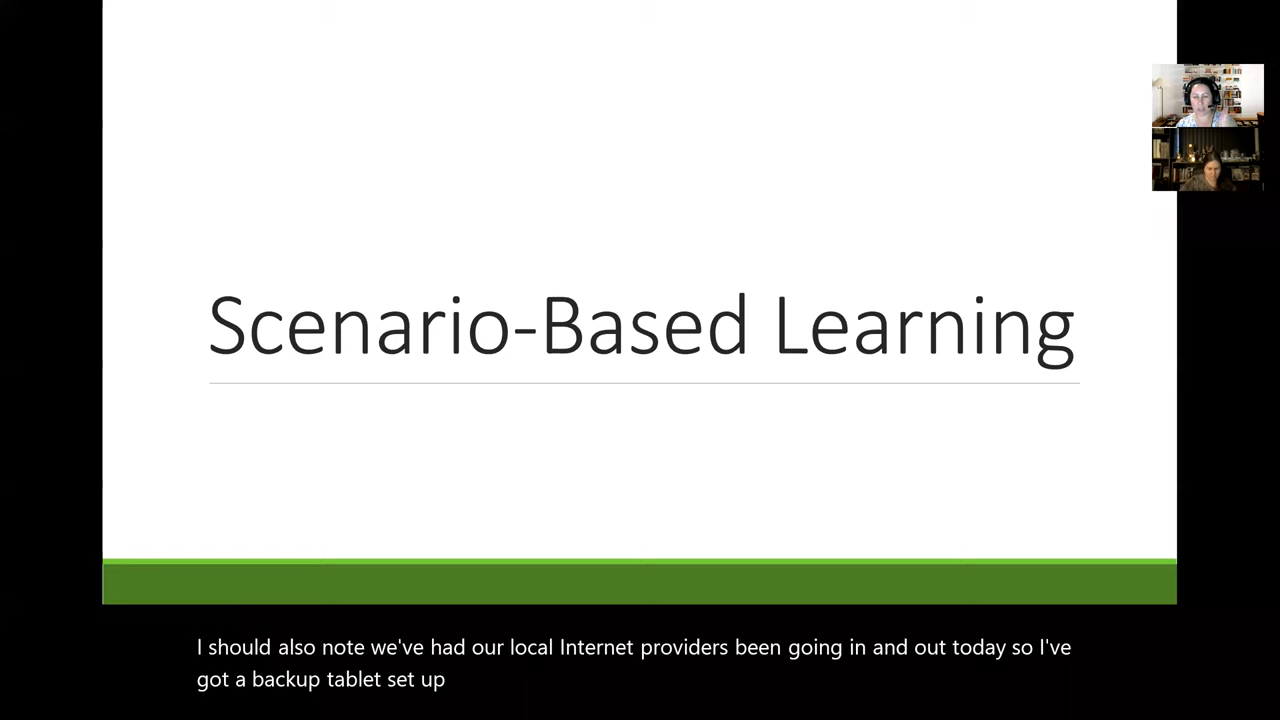 Scenario-Based Learning
I should also note we've had our local Internet providers been going in and out today so I've
got a backup tablet set up